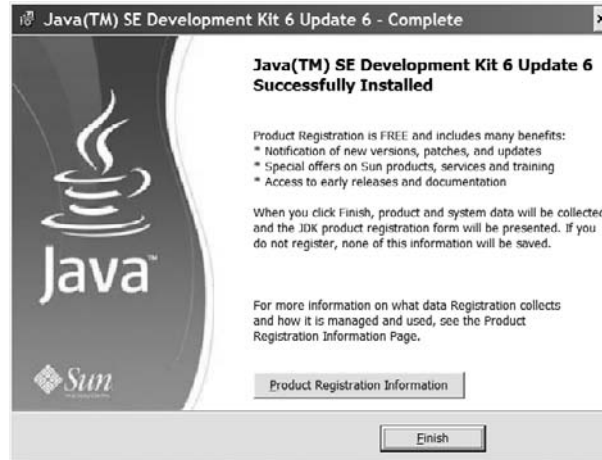 Java(TM) SE Development Kit 6 Update 6 - Complete
Java(TM) SE Development Kit 6 Update 6
Successfully Installed
Product Registration is FREE and includes many benefits:
* Notification of new versions, patches, and updates
* Special offers on Sun products, services and training
* Access to early releases and documentation
When you click Finish, product and system data will be collected
and the JDK product registration form will be presented. If you
do not register, none of this information will be saved.
For more information on what data Registration collects
and how it is managed and used, see the Product
Registration Information Page.
Java™
Sun
Product Registration Information
Finish